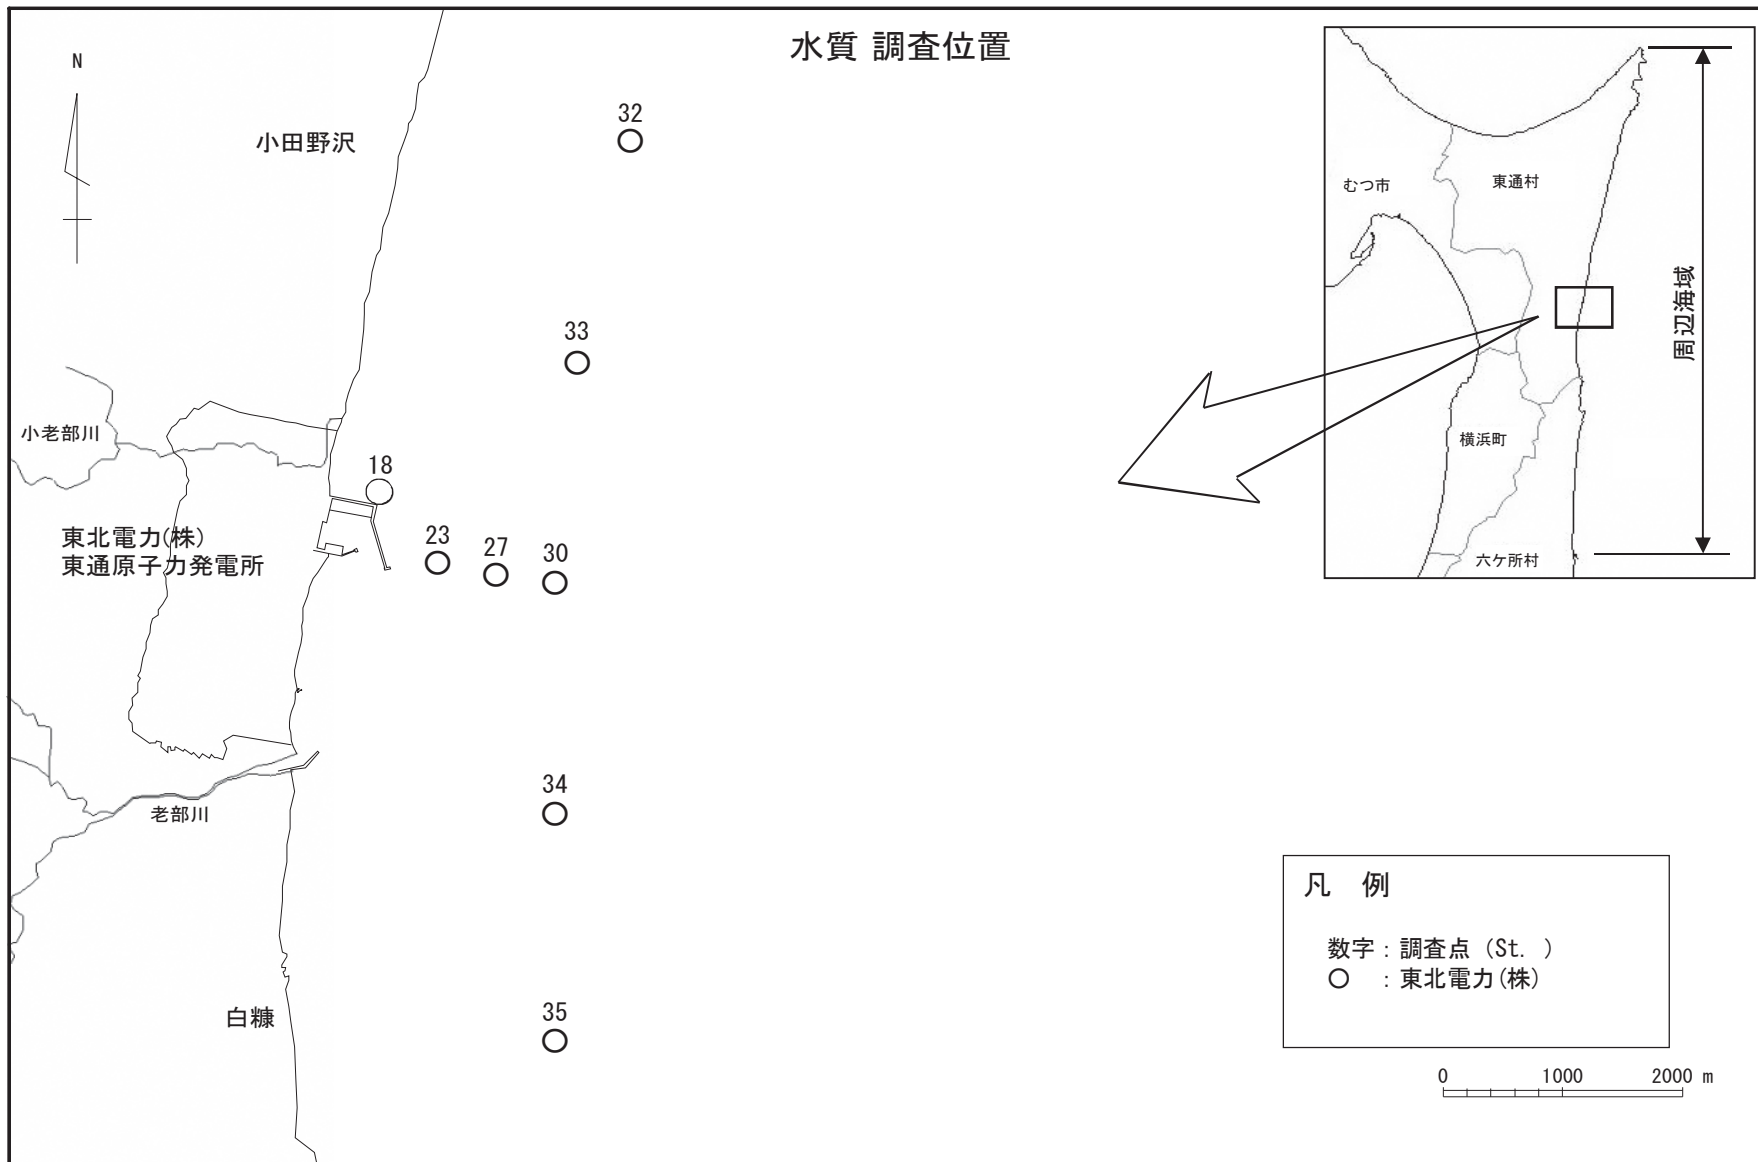 水質 調査位置
N
小田野沢
32
33
小老部川
18
東北電力(株)
東通原子力発電所
23
27
30
34
老部川
35
白糠
むつ市
東通村
周辺海域
横浜町
六ケ所村
凡 例
数字 : 調査点 (St. )
○ : 東北電力(株)
0 1000 2000 m